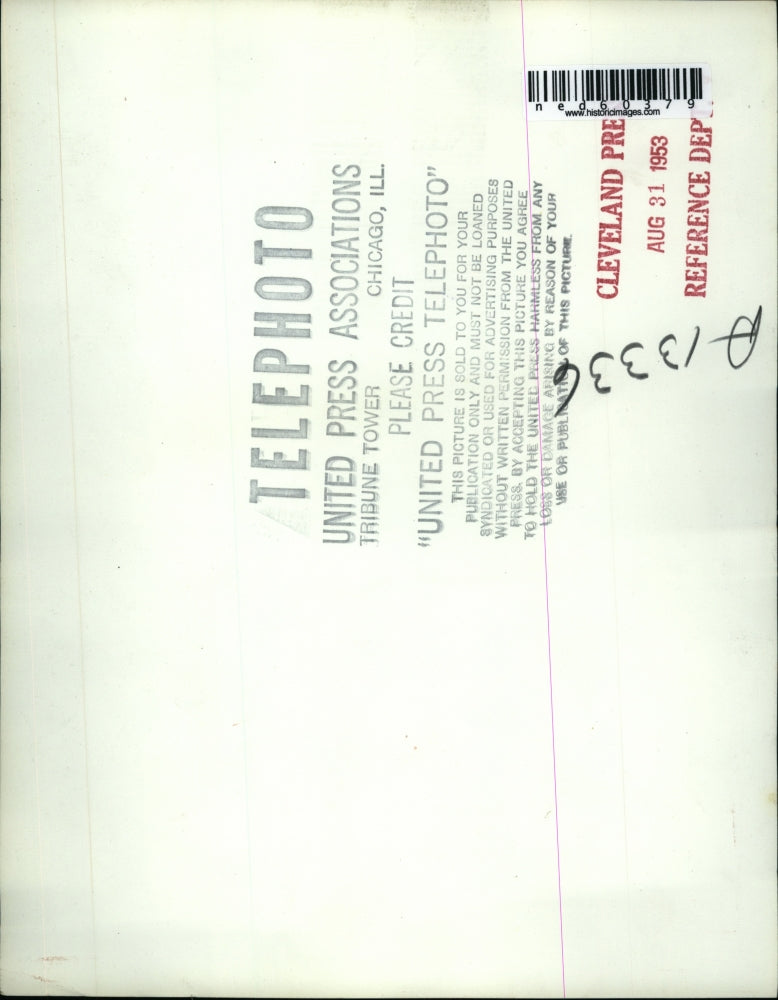 ned60379
www.historicimages.com
CLEVELAND PRE
AUG 31 1953
REFERENCE DEP
TELEPHOTO
UNITED PRESS ASSOCIATIONS
TRIBUNE TOWER CHICAGO, ILL.
PLEASE CREDIT
"UNITED PRESS TELEPHOTO"
THIS PICTURE IS SOLD TO YOU FOR YOUR
PUBLICATION ONLY AND MUST NOT BE LOANED
SYNDICATED OR USED FOR ADVERTISING PURPOSES
WITHOUT WRITTEN PERMISSION FROM THE UNITED
PRESS. BY ACCEPTING THIS PICTURE YOU AGREE
TO HOLD THE UNITED PRESS HARMLESS FROM ANY
LOSS OR DAMAGE ARISING BY REASON OF YOUR
USE OR PUBLICATION OF THIS PICTURE.
A 1336